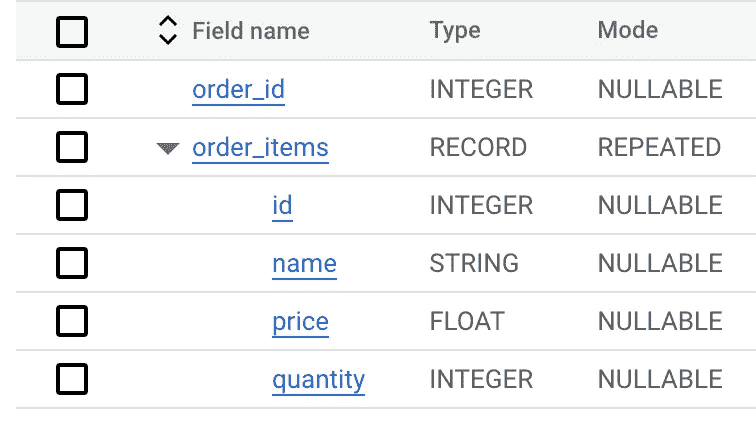 Field name Type Mode
order_id INTEGER NULLABLE
order_items RECORD REPEATED
id INTEGER NULLABLE
name STRING NULLABLE
price FLOAT NULLABLE
quantity INTEGER NULLABLE